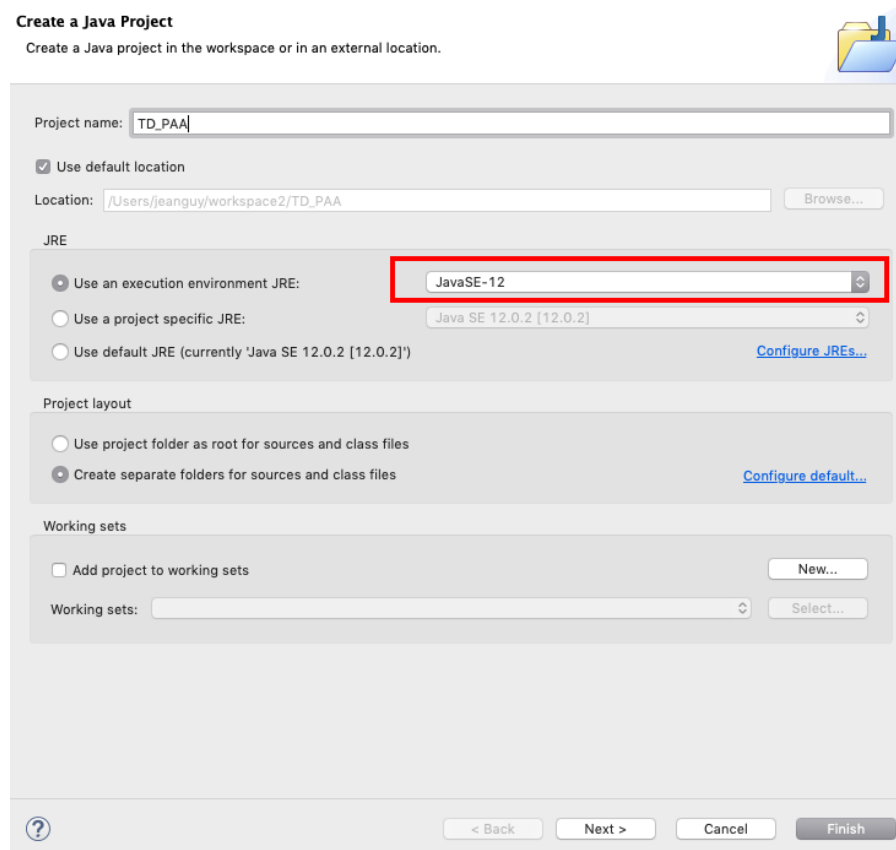 Create a Java Project
Create a Java project in the workspace or in an external location.
Project name: TD_PAA
Use default location
Location: /Users/jeanguy/workspace2/TD_PAA Browse...
JRE
Use an execution environment JRE: JavaSE-12
Use a project specific JRE: Java SE 12.0.2 [12.0.2]
Use default JRE (currently 'Java SE 12.0.2 [12.0.2]') Configure JREs...
Project layout
Use project folder as root for sources and class files
Create separate folders for sources and class files Configure default...
Working sets
Add project to working sets New...
Working sets: Select...
? < Back Next > Cancel Finish